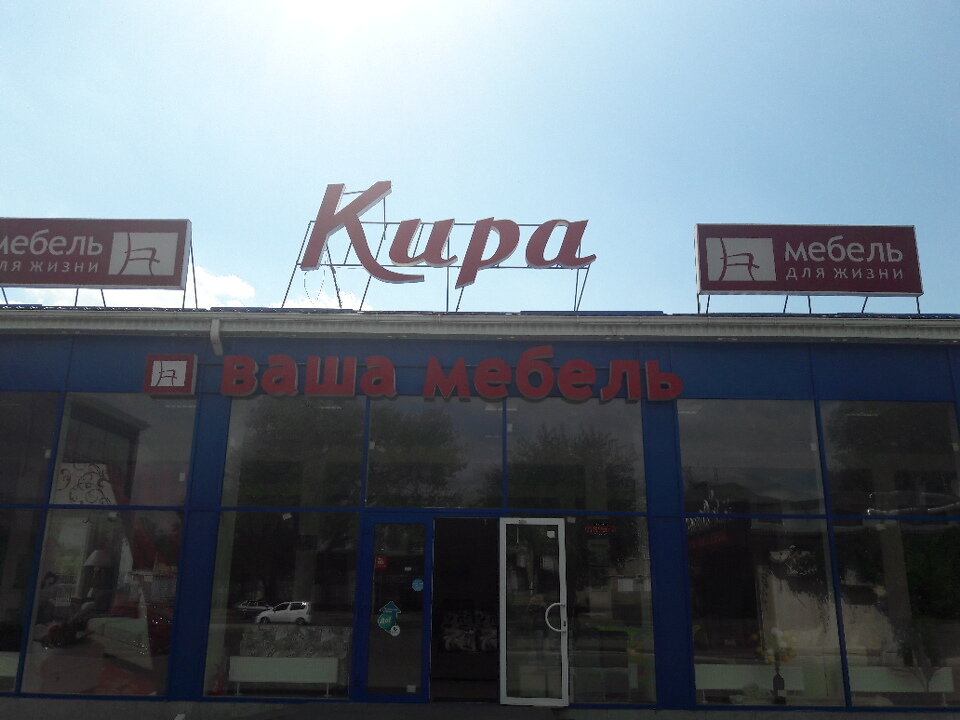 Кира
мебель
для жизни
мебель
для жизни
ваша мебель